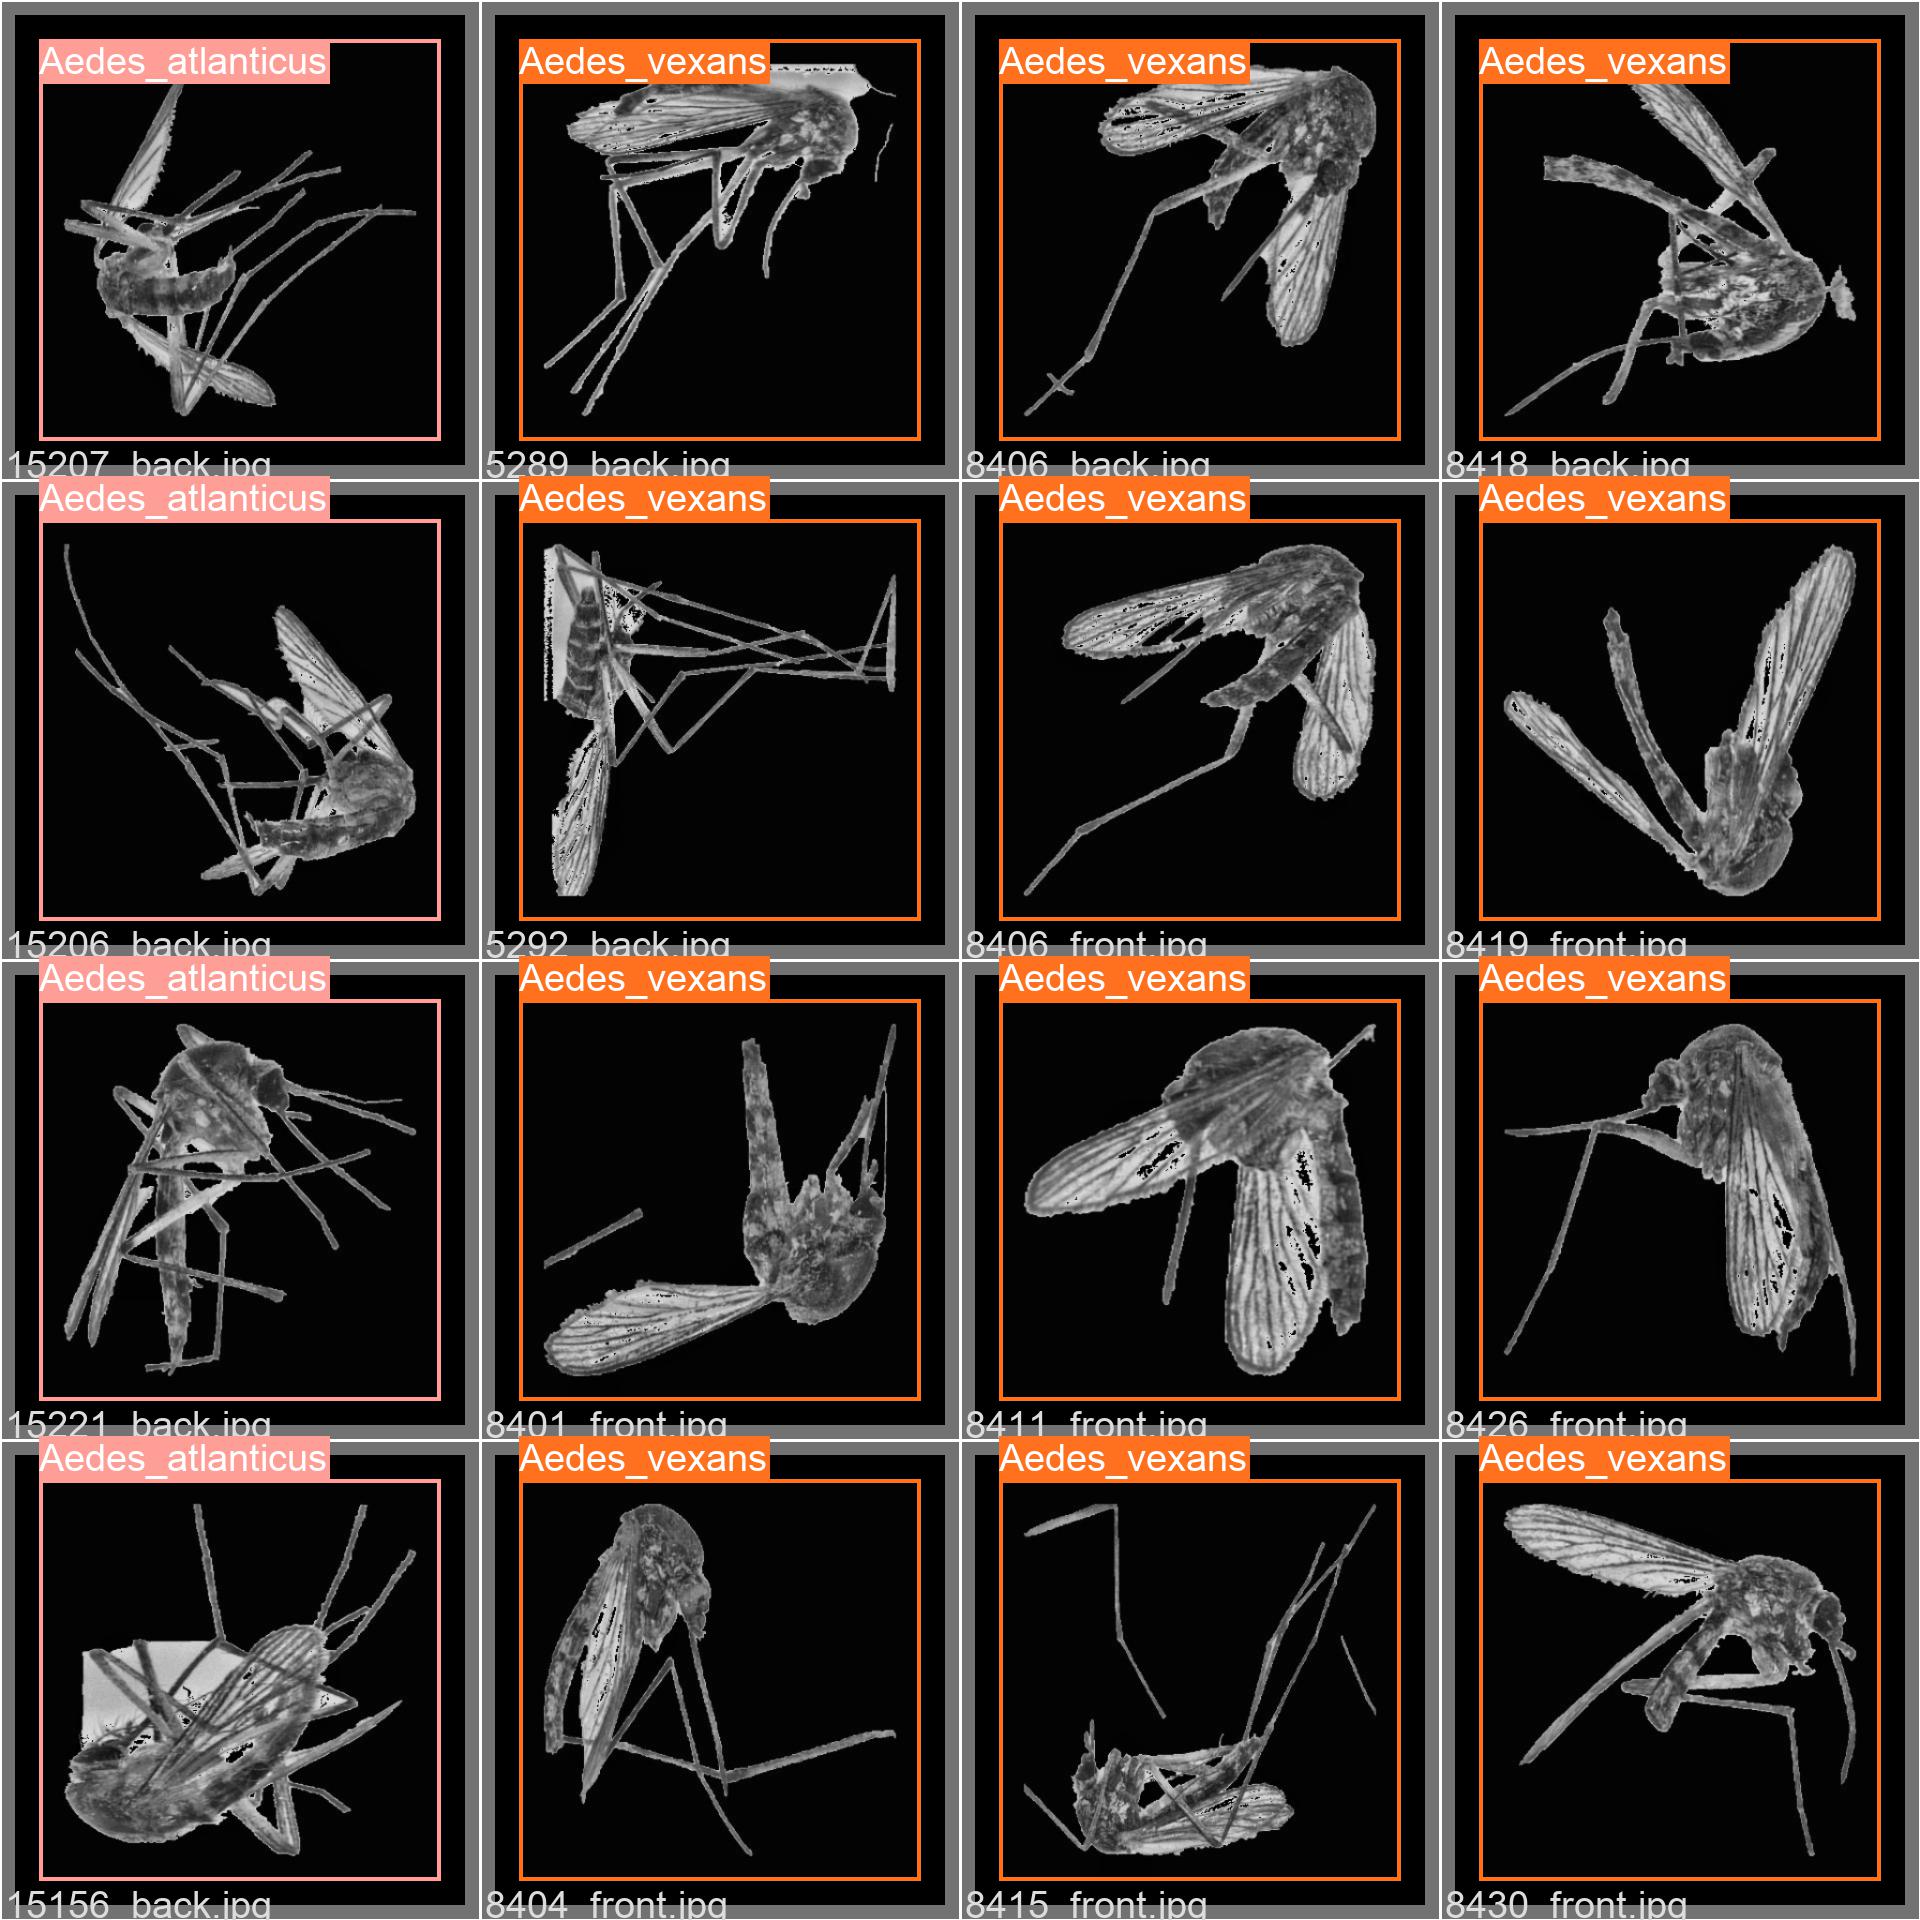 Aedes_atlanticus
Aedes_vexans
Aedes_vexans
Aedes_vexans
15207_back.jpg
5289_back.jpg
8406_back.jpg
8418_back.jpg
Aedes_atlanticus
Aedes_vexans
Aedes_vexans
Aedes_vexans
15206_back.jpg
5292_back.jpg
8406_front.jpg
8419_front.jpg
Aedes_atlanticus
Aedes_vexans
Aedes_vexans
Aedes_vexans
15221_back.jpg
8401_front.jpg
8411_front.jpg
8426_front.jpg
Aedes_atlanticus
Aedes_vexans
Aedes_vexans
Aedes_vexans
15156_back.jpg
8404_front.jpg
8415_front.jpg
8430_front.jpg